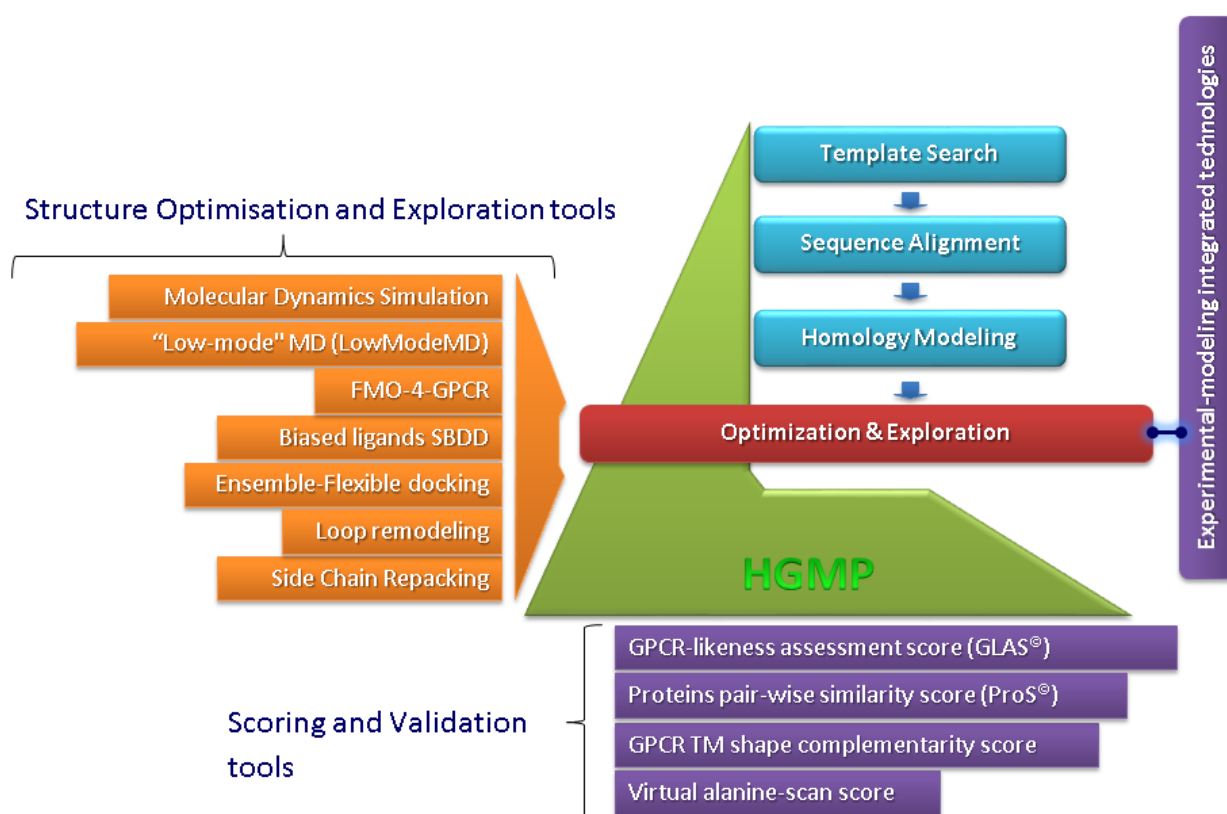 Template Search
Sequence Alignment
Homology Modeling
Optimization & Exploration
Experimental-modeling integrated technologies
Structure Optimisation and Exploration tools
Molecular Dynamics Simulation
“Low-mode" MD (LowModeMD)
FMO-4-GPCR
Biased ligands SBDD
Ensemble-Flexible docking
Loop remodeling
Side Chain Repacking
HGMP
Scoring and Validation
tools
GPCR-likeness assessment score (GLAS©)
Proteins pair-wise similarity score (ProS©)
GPCR TM shape complementarity score
Virtual alanine-scan score